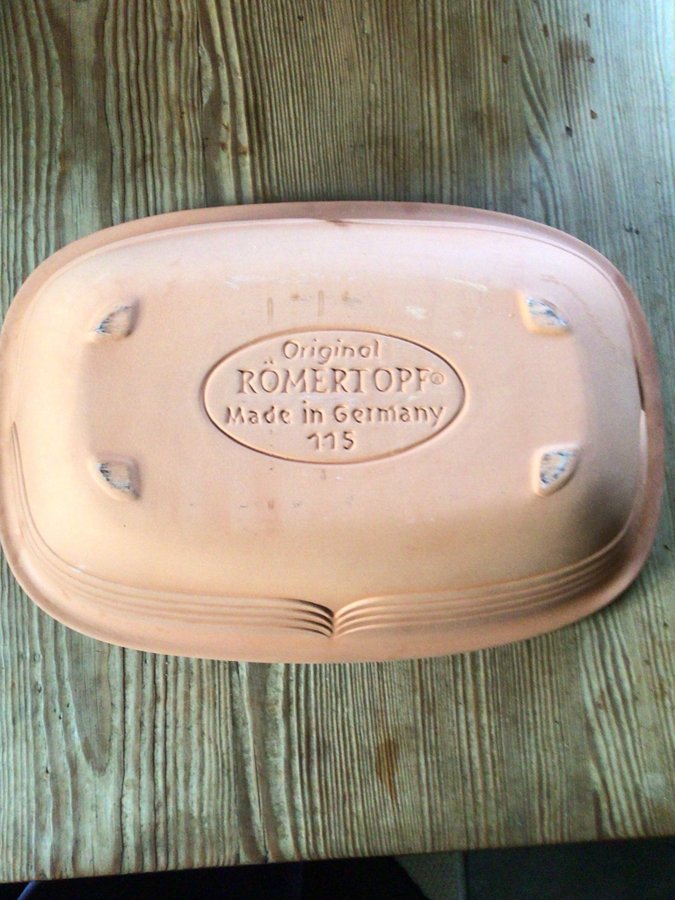 Original
RÖMERTOPF®
Made in Germany
115